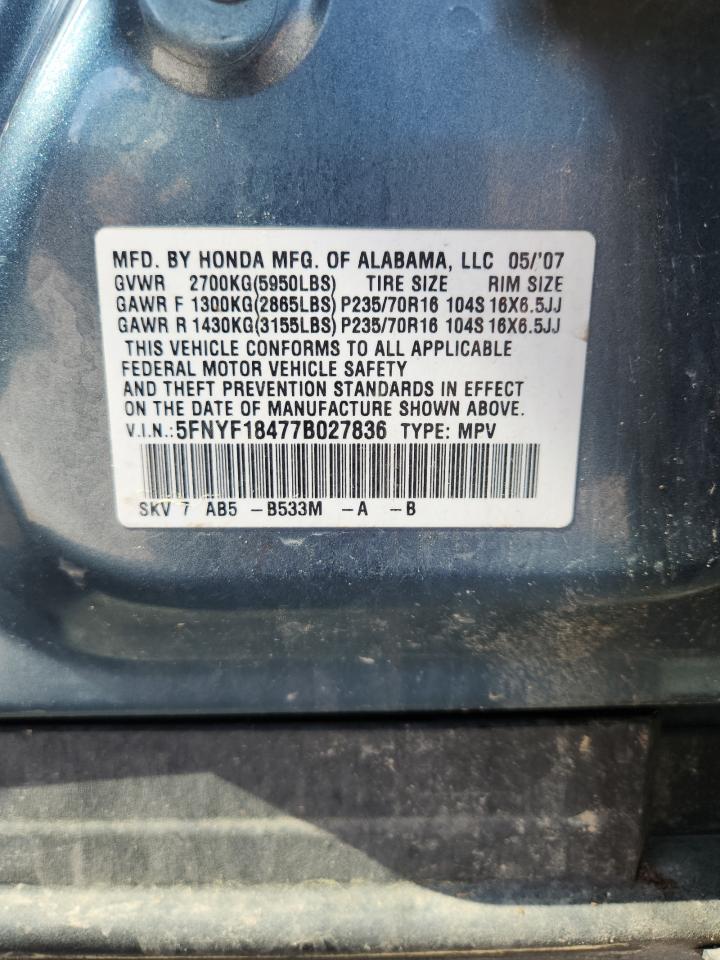 MFD. BY HONDA MFG. OF ALABAMA, LLC 05/'07
GVWR 2700KG(5950LBS) TIRE SIZE RIM SIZE
GAWR F 1300KG(2865LBS) P235/70R16 104S 16X6.5JJ
GAWR R 1430KG(3155LBS) P235/70R16 104S 16X6.5JJ
THIS VEHICLE CONFORMS TO ALL APPLICABLE
FEDERAL MOTOR VEHICLE SAFETY
AND THEFT PREVENTION STANDARDS IN EFFECT
ON THE DATE OF MANUFACTURE SHOWN ABOVE.
V.I.N.: 5FNYF18477B027836 TYPE: MPV
SKV 7 AB5 -B533M -A -B